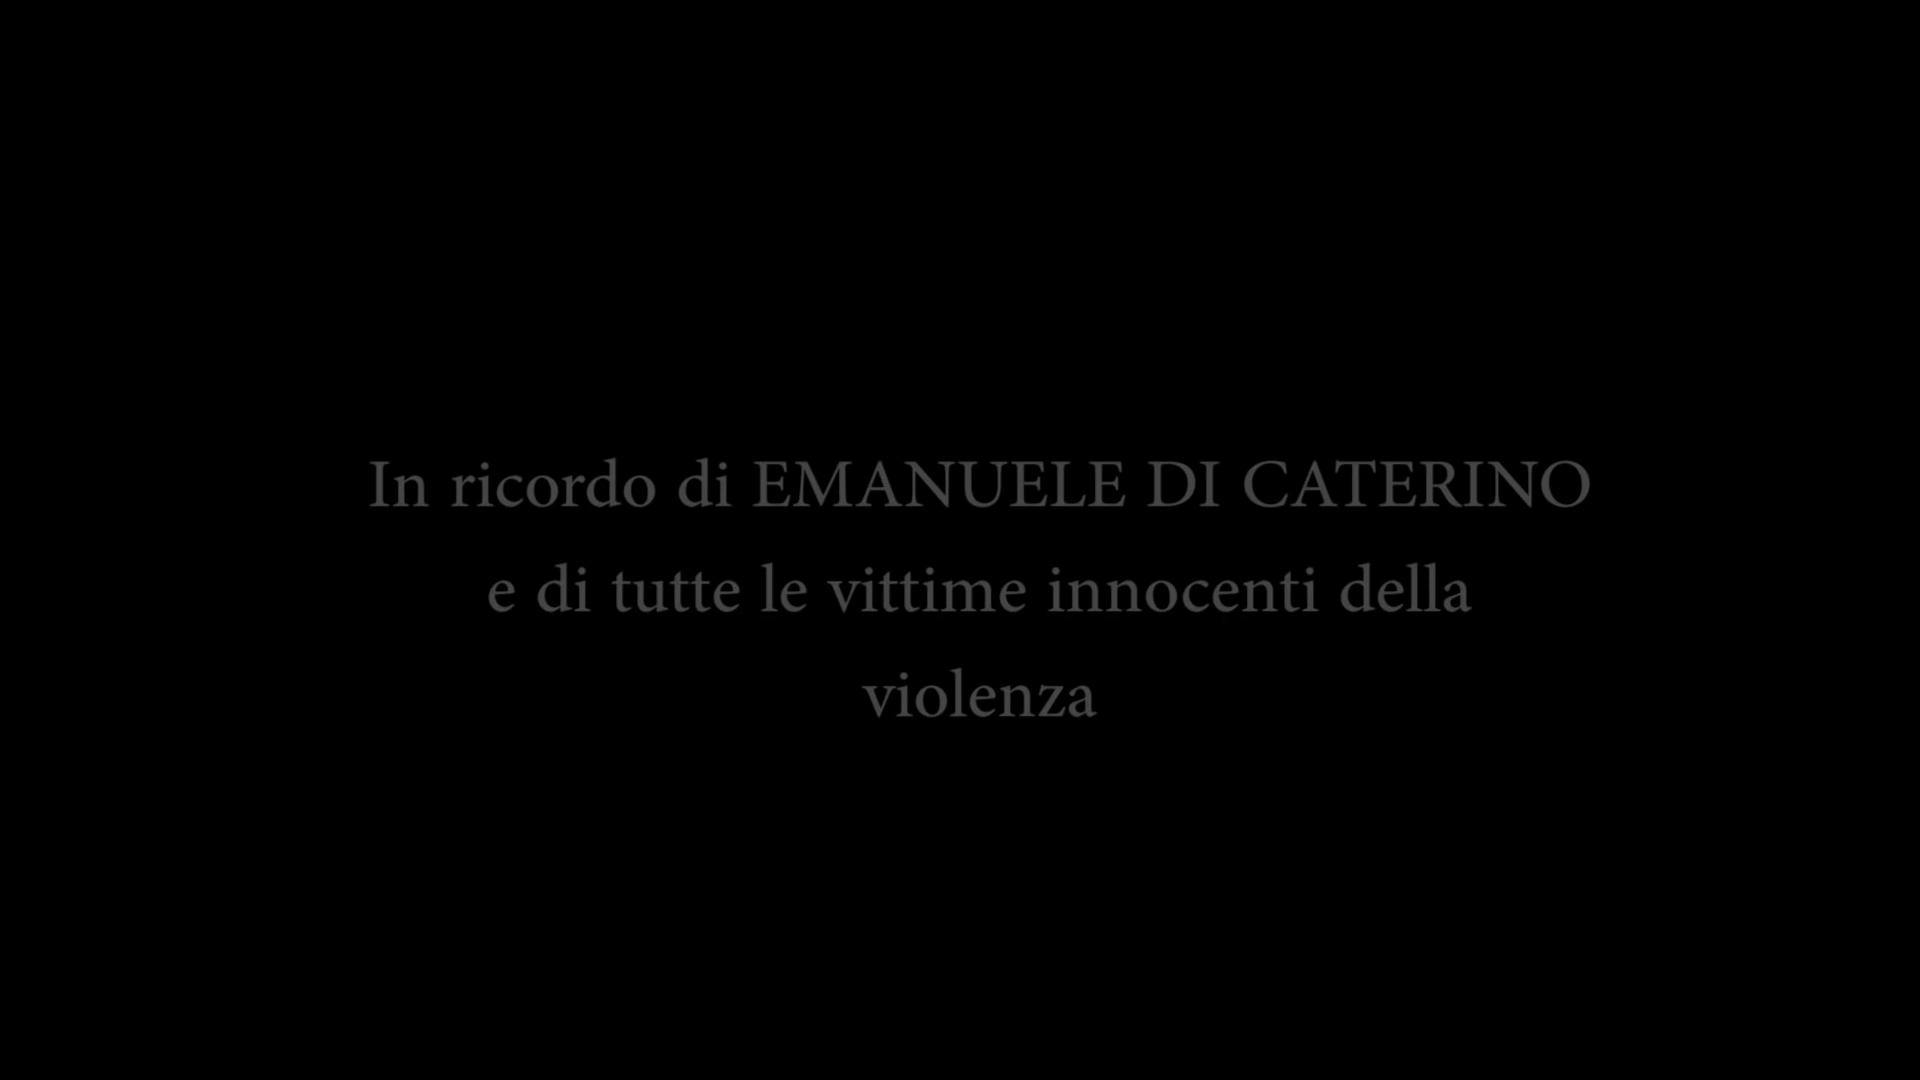 In ricordo di EMANUELE DI CATERINO
e di tutte le vittime innocenti della
violenza